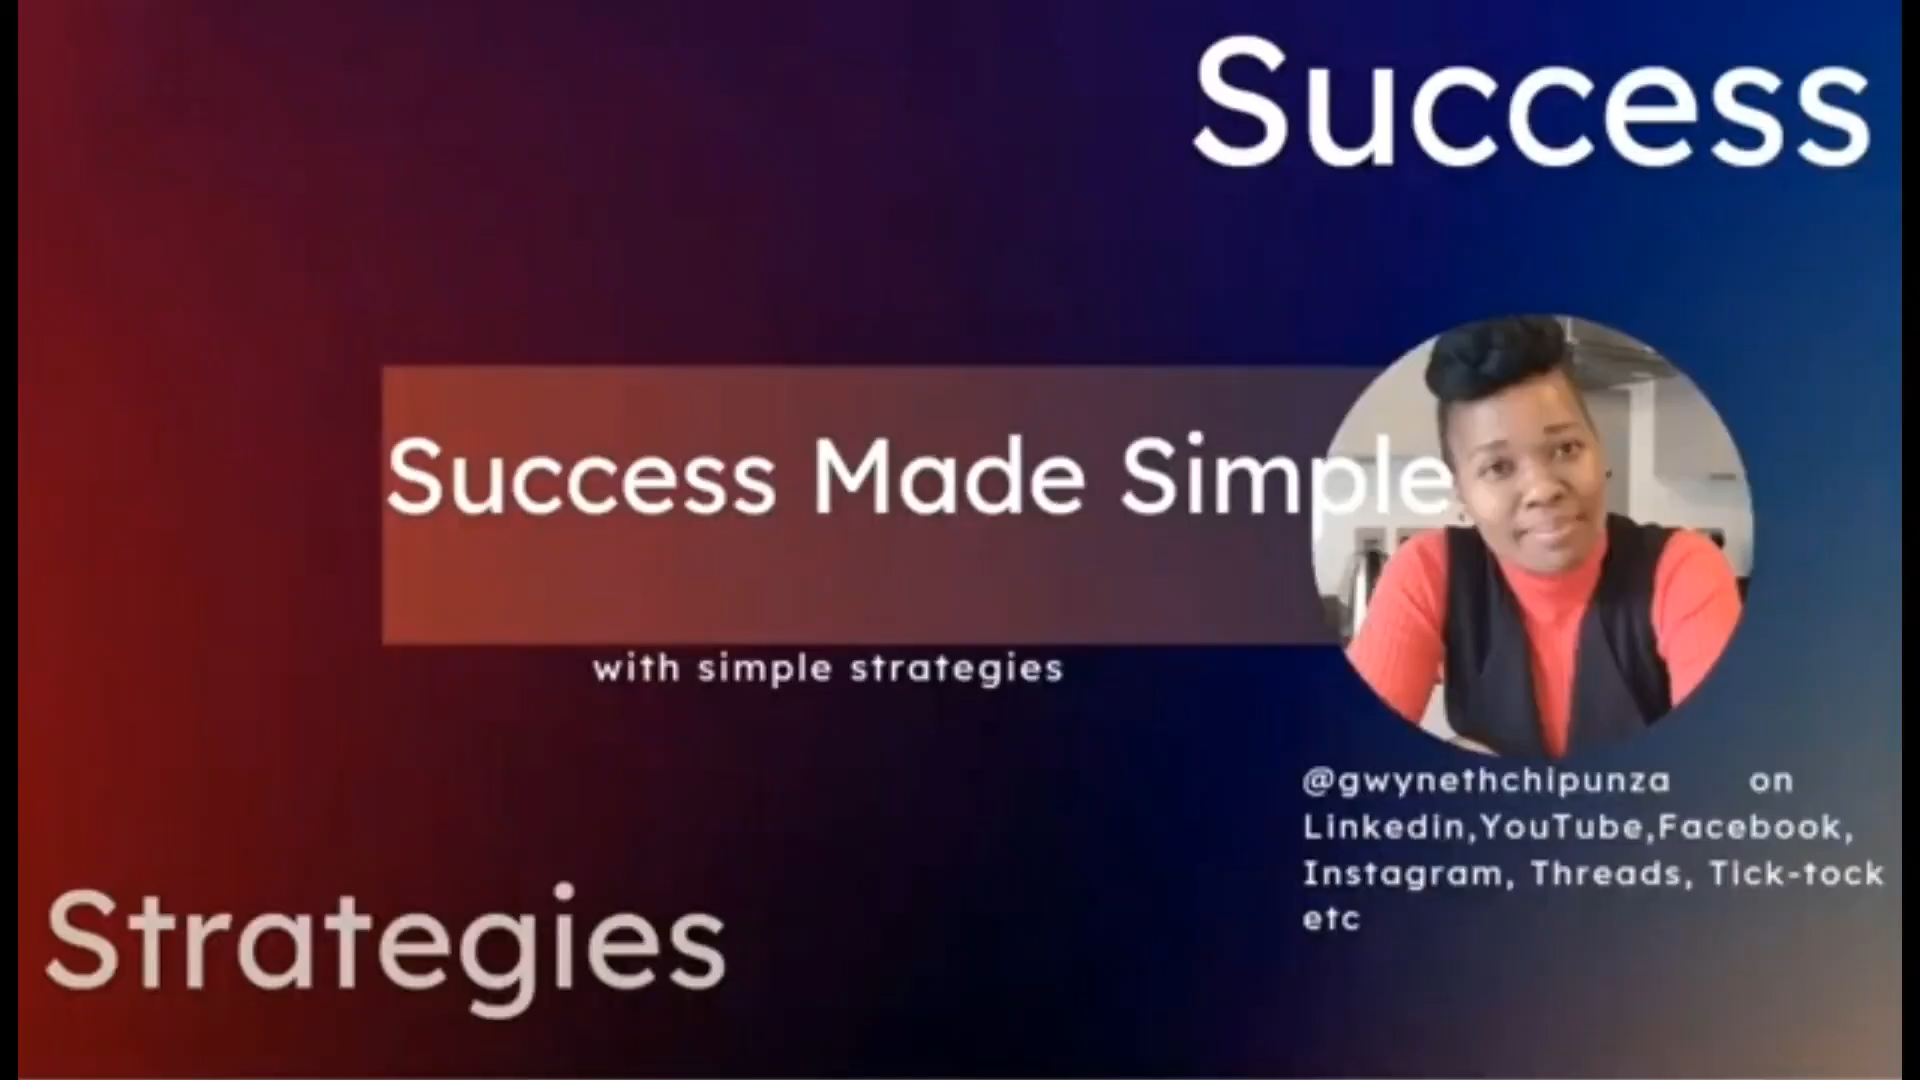 Success
Success Made Simple
with simple strategies
@gwynethchipunza on
Linkedin,YouTube,Facebook,
Instagram, Threads, Tick-tock
etc
Strategies